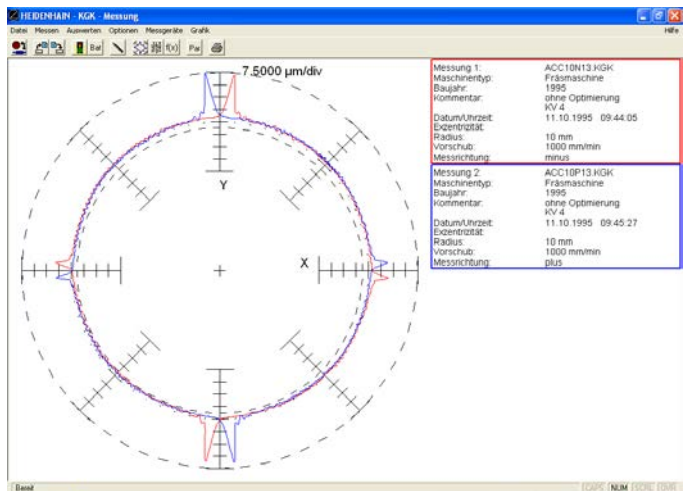 HEIDENHAIN - KGK - Messung
Datei Messen Auswerten Optionen Messgeräte Grafik Hilfe
Bat f(x) Par
7.5000 µm/div
Y
X
Messung 1: ACC10N13.KGK
Maschinentyp: Fräsmaschine
Baujahr: 1995
Kommentar: ohne Optimierung
KV 4
Datum/Uhrzeit: 11.10.1995 09:44:05
Exzentrizität:
Radius: 10 mm
Vorschub: 1000 mm/min
Messrichtung: minus
Messung 2: ACC10P13.KGK
Maschinentyp: Fräsmaschine
Baujahr: 1995
Kommentar: ohne Optimierung
KV 4
Datum/Uhrzeit: 11.10.1995 09:45:27
Exzentrizität:
Radius: 10 mm
Vorschub: 1000 mm/min
Messrichtung: plus
Bereit CAPS NUM SCRL OVR